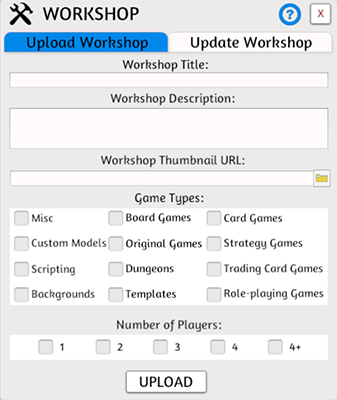 WORKSHOP ? X
Upload Workshop Update Workshop
Workshop Title:
Workshop Description:
Workshop Thumbnail URL:
Game Types:
Misc Board Games Card Games
Custom Models Original Games Strategy Games
Scripting Dungeons Trading Card Games
Backgrounds Templates Role-playing Games
Number of Players:
1 2 3 4 4+
UPLOAD